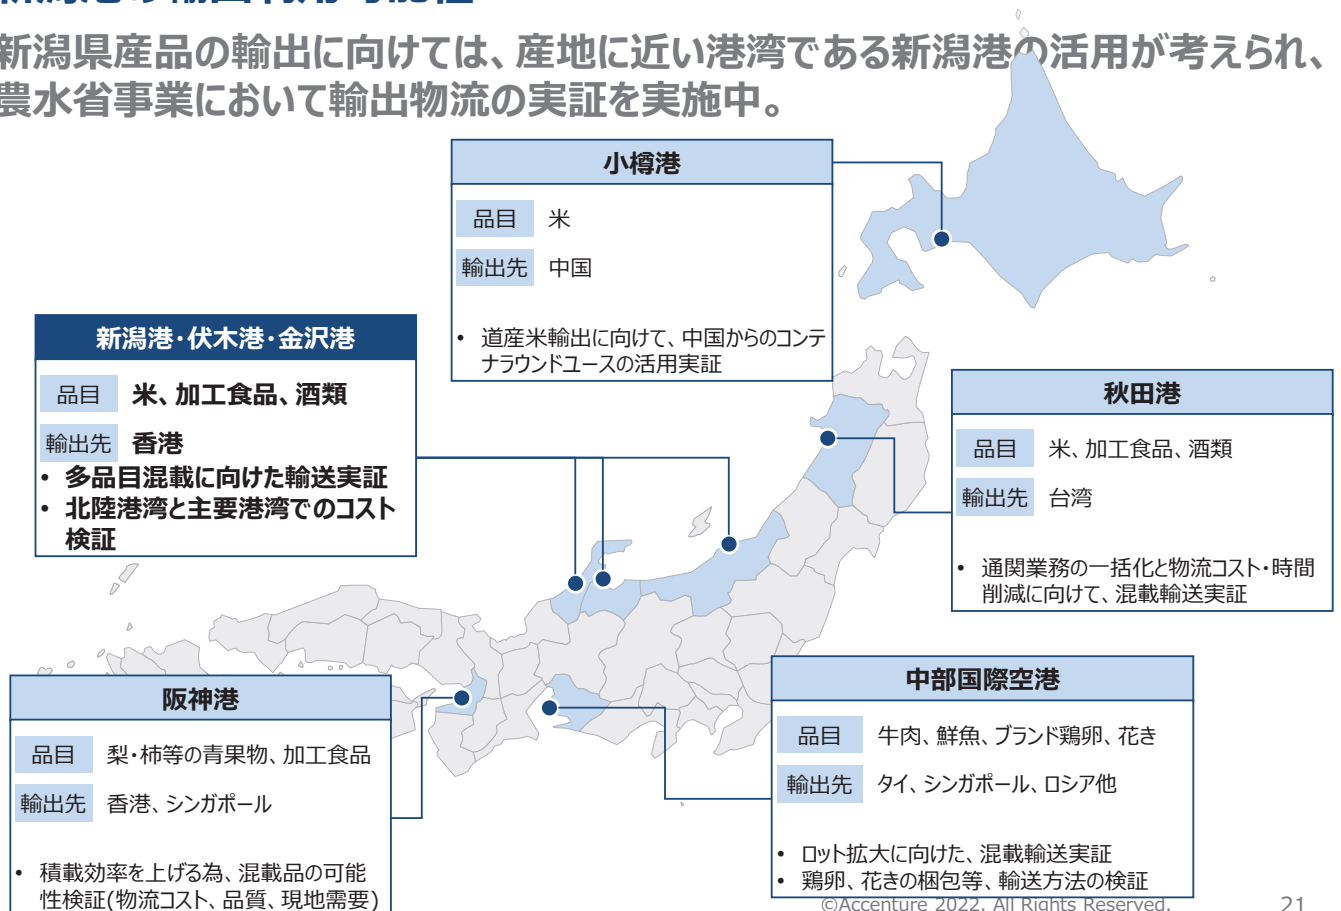 新潟県産品の輸出に向けては、産地に近い港湾である新潟港の活用が考えられ、
農水省事業において輸出物流の実証を実施中。
小樽港
品目 米
輸出先 中国
• 道産米輸出に向けて、中国からのコンテ
ナラウンドユースの活用実証
新潟港・伏木港・金沢港
品目 米、加工食品、酒類
輸出先 香港
• 多品目混載に向けた輸送実証
• 北陸港湾と主要港湾でのコスト
検証
秋田港
品目 米、加工食品、酒類
輸出先 台湾
• 通関業務の一括化と物流コスト・時間
削減に向けて、混載輸送実証
阪神港
品目 梨・柿等の青果物、加工食品
輸出先 香港、シンガポール
• 積載効率を上げる為、混載品の可能
性検証(物流コスト、品質、現地需要)
中部国際空港
品目 牛肉、鮮魚、ブランド鶏卵、花き
輸出先 タイ、シンガポール、ロシア他
• ロット拡大に向けた、混載輸送実証
• 鶏卵、花きの梱包等、輸送方法の検証
©Accenture 2022. All Rights Reserved. 21